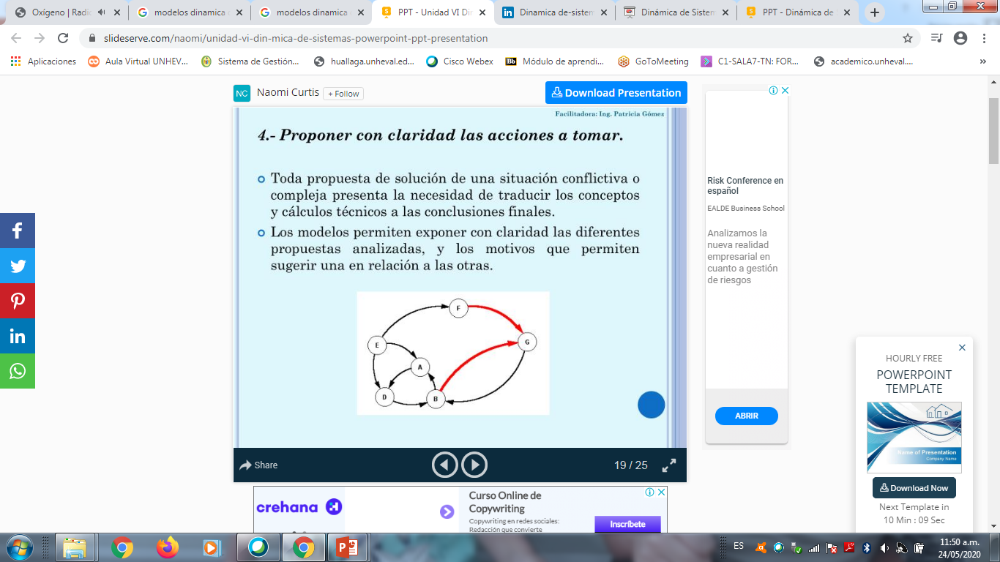 Oxígeno | Radio
modelos dinamica d
modelos dinamica d
PPT - Unidad VI Din
Dinamica de-sistem
Dinámica de Sistem
PPT - Dinámica de
slideserve.com/naomi/unidad-vi-din-mica-de-sistemas-powerpoint-ppt-presentation
Aplicaciones
Aula Virtual UNHEV...
Sistema de Gestión...
huallaga.unheval.ed...
Cisco Webex
Bb
Módulo de aprendi...
GoToMeeting
C1-SALA7-TN: FOR...
academico.unheval....
»
NC
Naomi Curtis
+ Follow
Download Presentation
Facilitadora: Ing. Patricia Gómez
4.- Proponer con claridad las acciones a tomar.
Toda propuesta de solución de una situación conflictiva o
compleja presenta la necesidad de traducir los conceptos
y cálculos técnicos a las conclusiones finales.
Los modelos permiten exponer con claridad las diferentes
propuestas analizadas, y los motivos que permiten
sugerir una en relación a las otras.
F
E
G
A
D
B
Share
19 / 25
Risk Conference en
español
EALDE Business School
Analizamos la
nueva realidad
empresarial en
cuanto a gestión
de riesgos
ABRIR
HOURLY FREE
POWERPOINT
TEMPLATE
Name of Presentation
Company Name
Download Now
Next Template in
10 Min : 09 Sec
crehana
Curso Online de
Copywriting
Copywriting en redes sociales:
Redacción que convierte
Inscríbete
ES
11:50 a.m.
24/05/2020